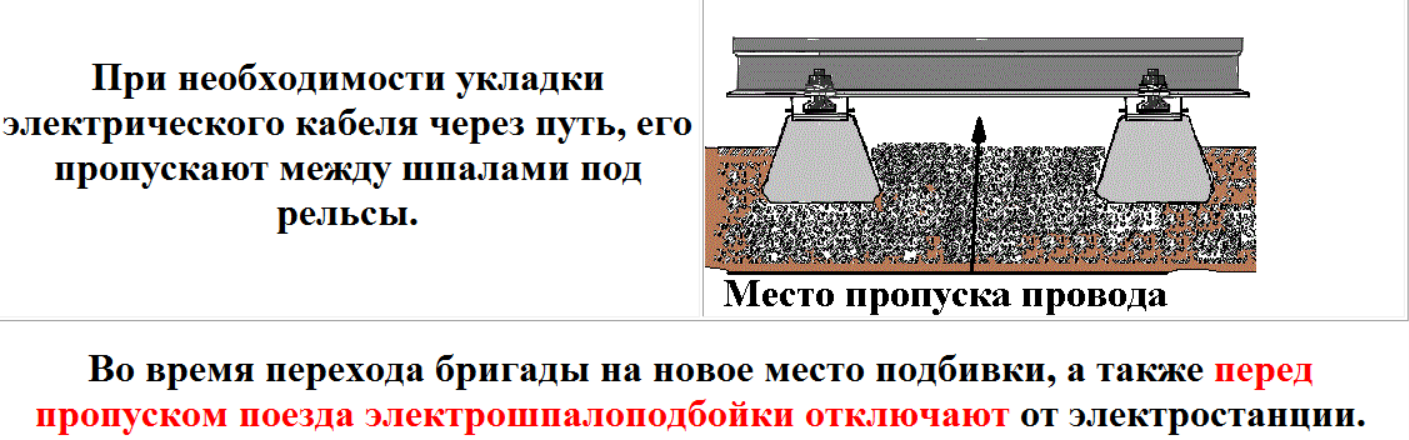 При необходимости укладки
электрического кабеля через путь, его
пропускают между шпалами под
рельсы.
Место пропуска провода
Во время перехода бригады на новое место подбивки, а также перед
пропуском поезда электрошпалоподбойки отключают от электростанции.